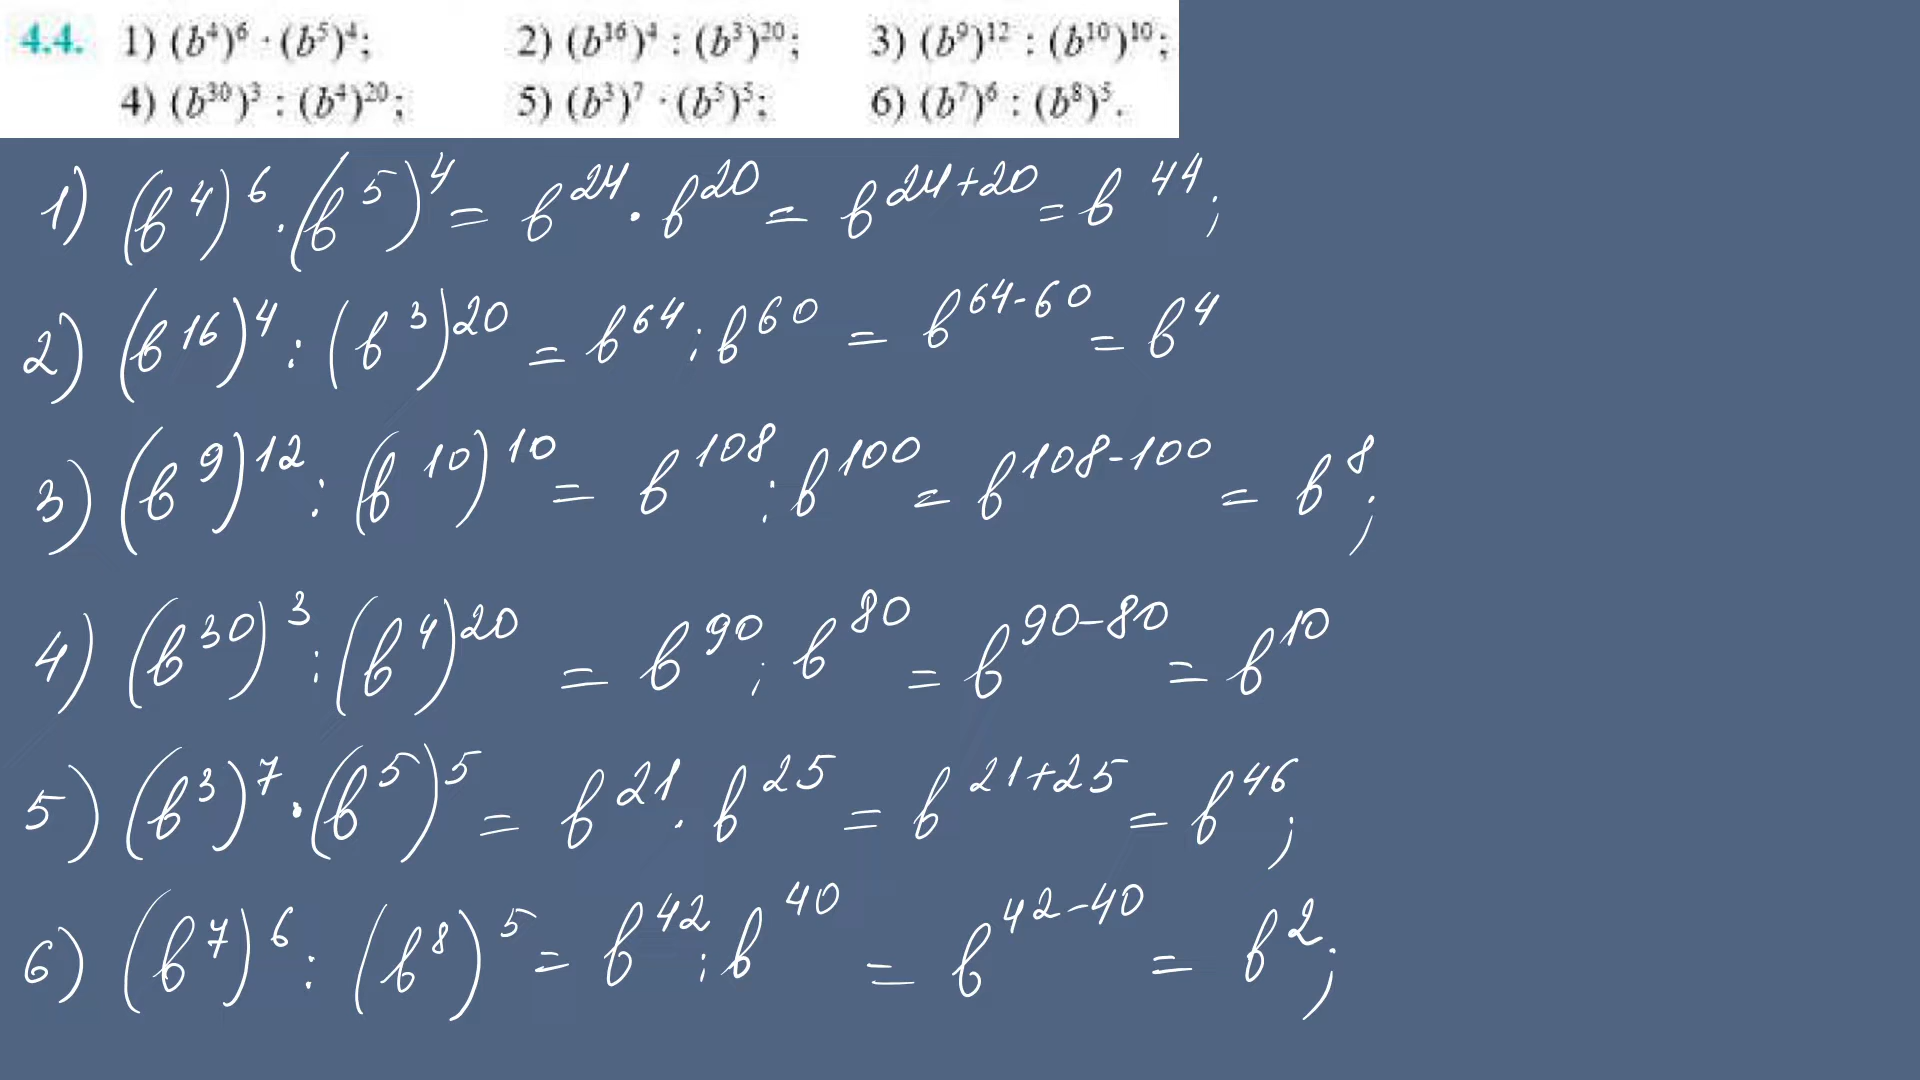 4.4. 1) (b⁴)⁶ · (b⁵)⁴; 2) (b¹⁶)⁴ : (b³)²⁰; 3) (b⁹)¹² : (b¹⁰)¹⁰;
4) (b³⁰)³ : (b⁴)²⁰; 5) (b³)⁷ · (b⁵)⁵; 6) (b⁷)⁶ : (b⁸)⁵.
1) (b⁴)⁶ · (b⁵)⁴ = b²⁴ · b²⁰ = b²⁴⁺²⁰ = b⁴⁴;
2) (b¹⁶)⁴ : (b³)²⁰ = b⁶⁴ : b⁶⁰ = b⁶⁴⁻⁶⁰ = b⁴
3) (b⁹)¹² : (b¹⁰)¹⁰ = b¹⁰⁸ : b¹⁰⁰ = b¹⁰⁸⁻¹⁰⁰ = b⁸;
4) (b³⁰)³ : (b⁴)²⁰ = b⁹⁰ : b⁸⁰ = b⁹⁰⁻⁸⁰ = b¹⁰
5) (b³)⁷ · (b⁵)⁵ = b²¹ · b²⁵ = b²¹⁺²⁵ = b⁴⁶;
6) (b⁷)⁶ : (b⁸)⁵ = b⁴² : b⁴⁰ = b⁴²⁻⁴⁰ = b²;